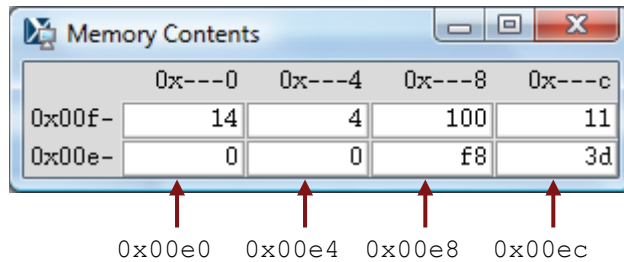 Memory Contents
0x---0 0x---4 0x---8 0x---c
0x00f- 14 4 100 11
0x00e- 0 0 f8 3d
0x00e0 0x00e4 0x00e8 0x00ec